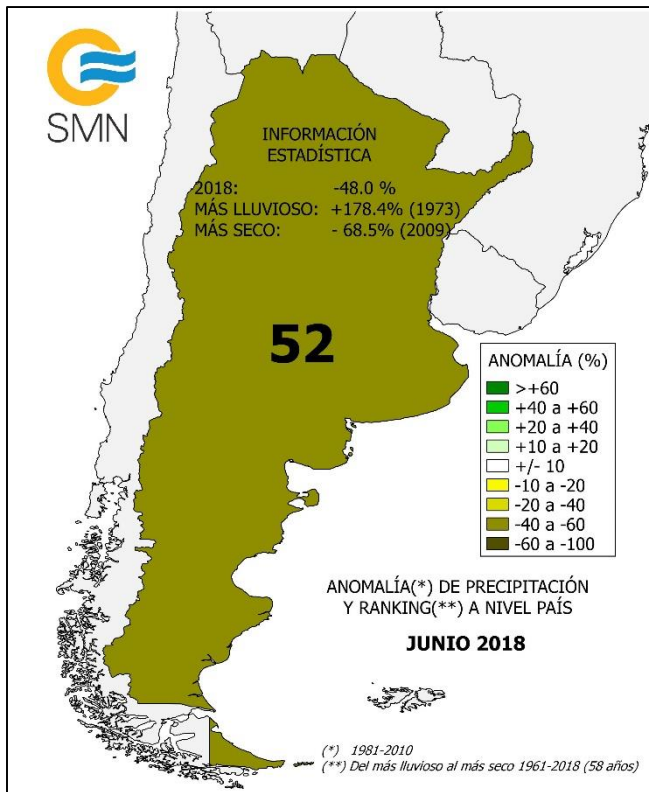 SMN
INFORMACIÓN
ESTADÍSTICA
2018: -48.0 %
MÁS LLUVIOSO: +178.4% (1973)
MÁS SECO: - 68.5% (2009)
52
ANOMALÍA (%)
>+60
+40 a +60
+20 a +40
+10 a +20
+/- 10
-10 a -20
-20 a -40
-40 a -60
-60 a -100
ANOMALÍA(*) DE PRECIPITACIÓN
Y RANKING(**) A NIVEL PAÍS
JUNIO 2018
(*) 1981-2010
(**) Del más lluvioso al más seco 1961-2018 (58 años)